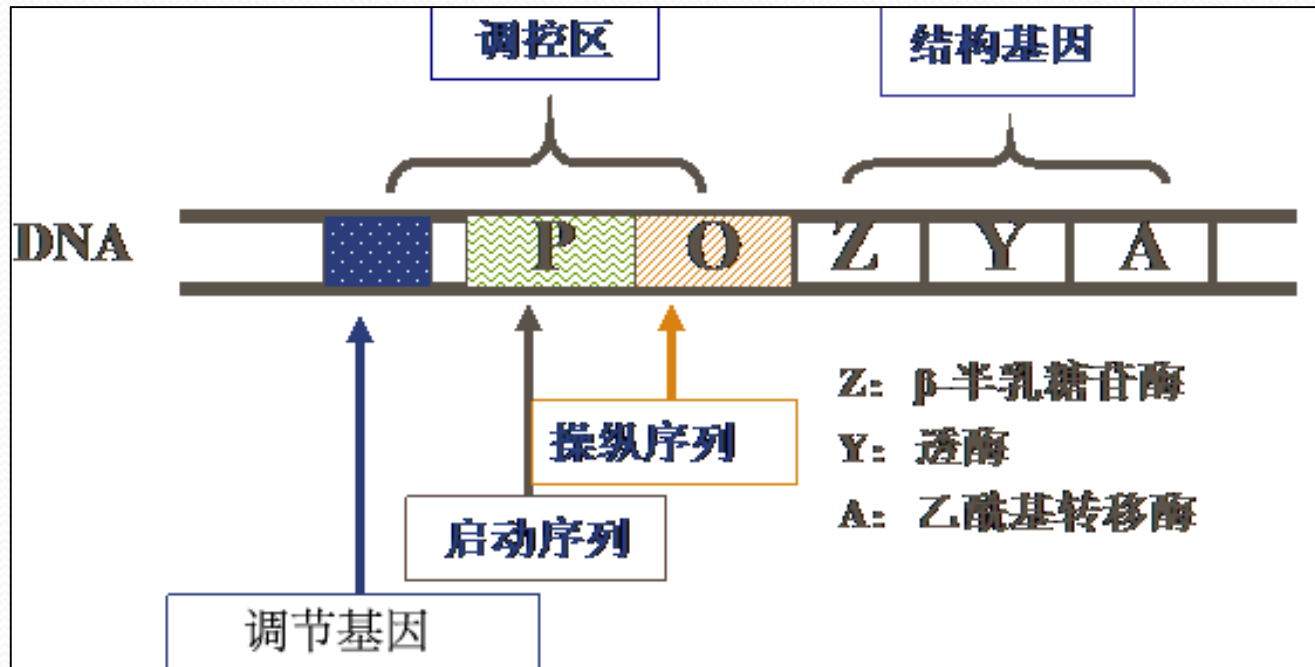 调控区
结构基因
DNA
P
O
Z
Y
A
Z：β-半乳糖苷酶
操纵序列
Y：透酶
启动序列
A：乙酰基转移酶
调节基因